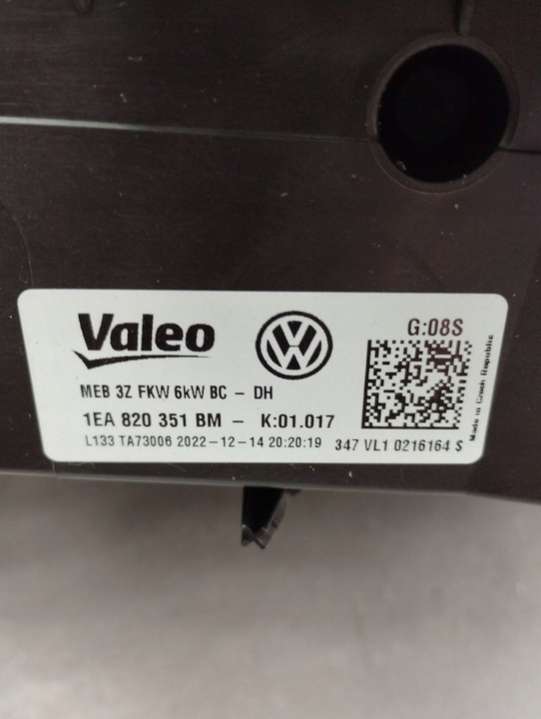 Valeo
G:08S
MEB 3Z FKW 6kW BC - DH
1EA 820 351 BM - K:01.017
L133 TA73006 2022-12-14 20:20:19 347 VL1 0216164 S
Made in Czech Republic